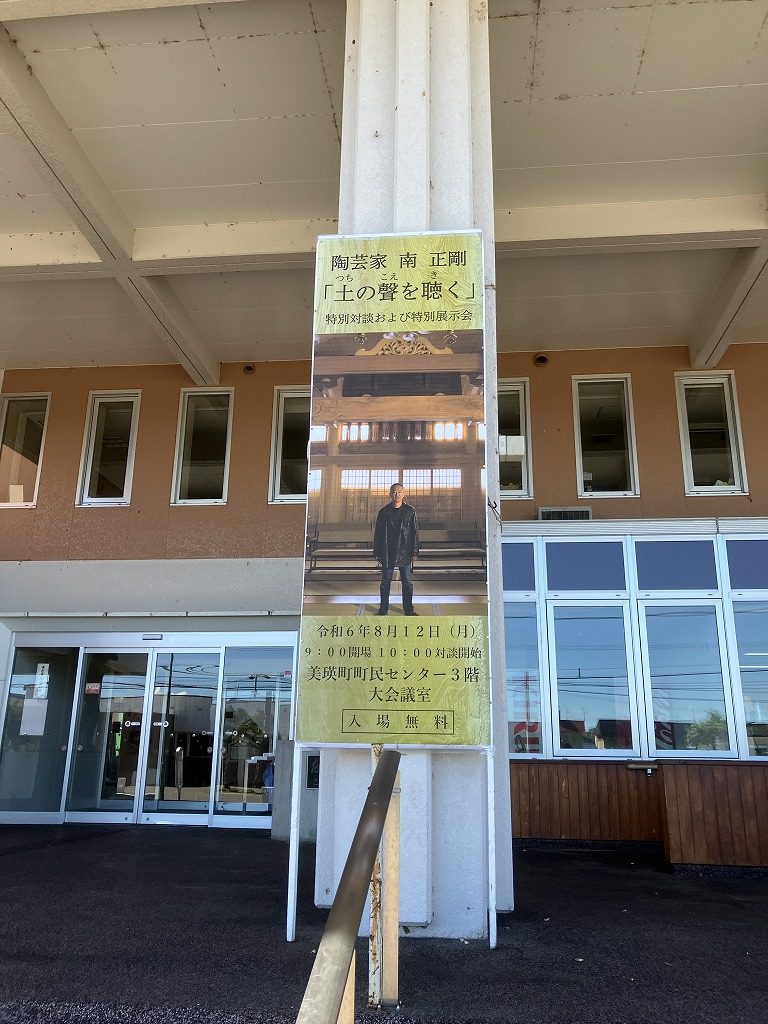 陶芸家 南 正剛
つち こえ き
「土の聲を聴く」
特別対談および特別展示会
令和6年8月12日（月）
9：00開場 10：00対談開始
美瑛町町民センター3階
大会議室
入場無料